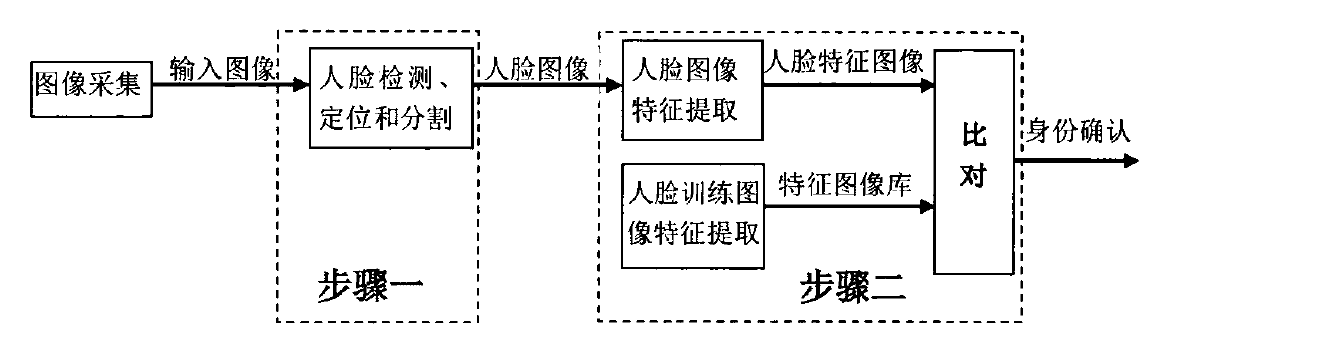 图像采集
输入图像
人脸检测、
定位和分割
步骤一
人脸图像
人脸图像
特征提取
人脸特征图像
人脸训练图
像特征提取
特征图像库
比
对
步骤二
身份确认